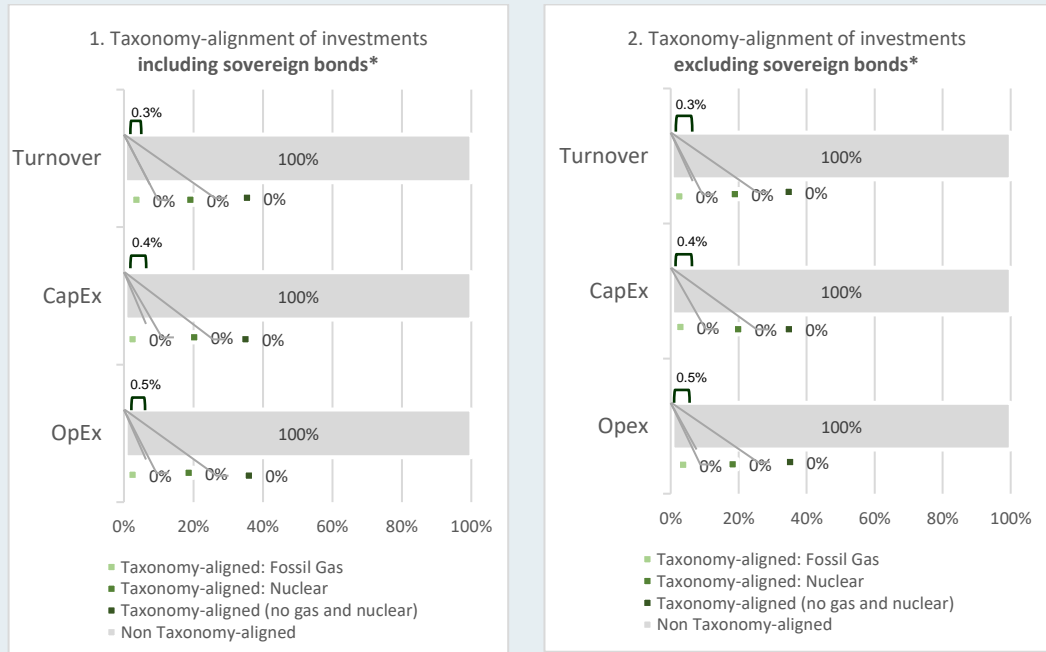 1. Taxonomy-alignment of investments
including sovereign bonds*
0.3%
Turnover
100%
0% 0% 0%
0.4%
CapEx
100%
0% 0% 0%
0.5%
OpEx
100%
0% 0% 0%
0% 20% 40% 60% 80% 100%
Taxonomy-aligned: Fossil Gas
Taxonomy-aligned: Nuclear
Taxonomy-aligned (no gas and nuclear)
Non Taxonomy-aligned
2. Taxonomy-alignment of investments
excluding sovereign bonds*
0.3%
Turnover
100%
0% 0% 0%
0.4%
CapEx
100%
0% 0% 0%
0.5%
Opex
100%
0% 0% 0%
0% 20% 40% 60% 80% 100%
Taxonomy-aligned: Fossil Gas
Taxonomy-aligned: Nuclear
Taxonomy-aligned (no gas and nuclear)
Non Taxonomy-aligned